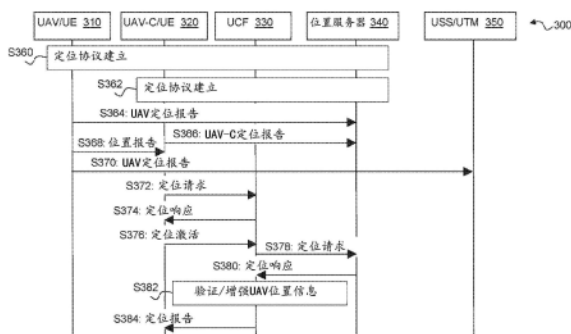 UAV/UE 310
UAV-C/UE 320
UCF 330
位置服务器 340
USS/UTM 350
300
S360
定位协议建立
S362
定位协议建立
S364: UAV定位报告
S366: UAV-C定位报告
S368: 位置报告
S370: UAV定位报告
S372: 定位请求
S374: 定位响应
S376: 定位激活
S378: 定位请求
S380: 定位响应
S382
验证/增强UAV位置信息
S384: 定位报告